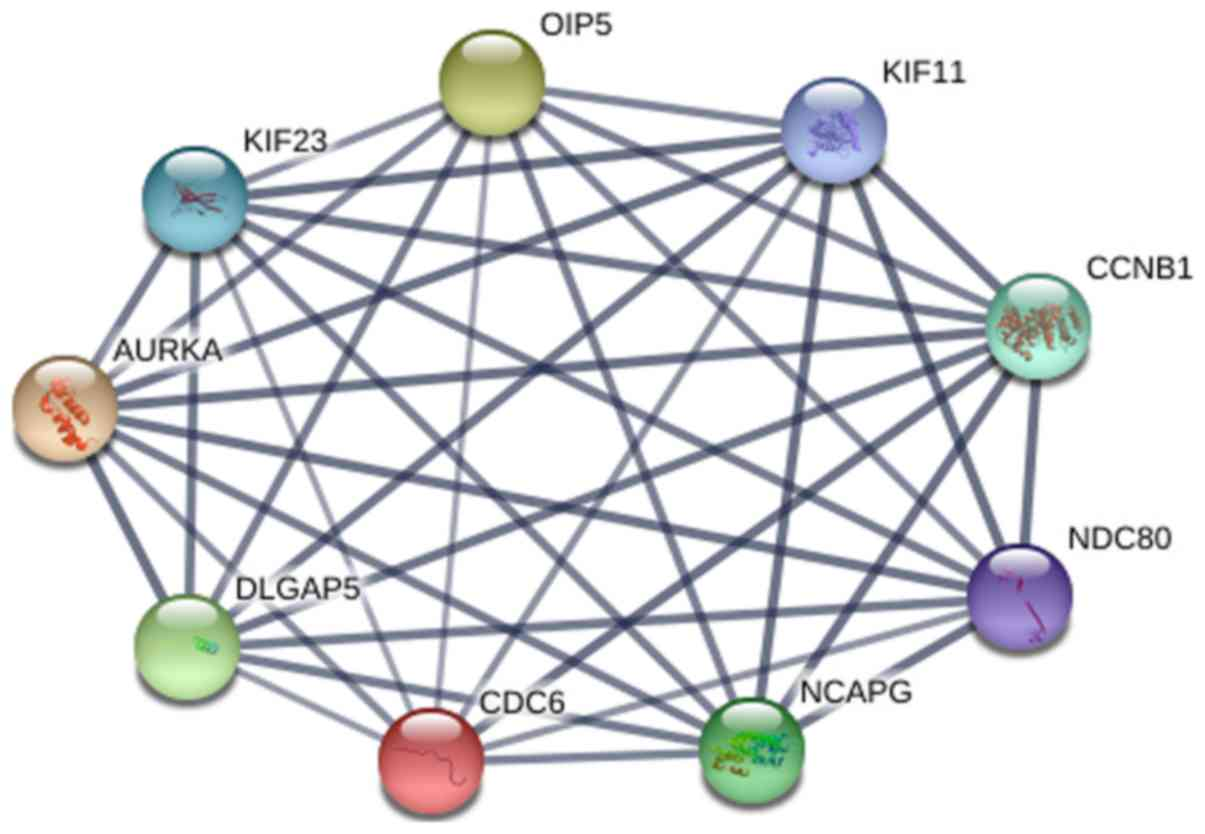 OIP5
KIF11
KIF23
CCNB1
AURKA
NDC80
DLGAP5
NCAPG
CDC6